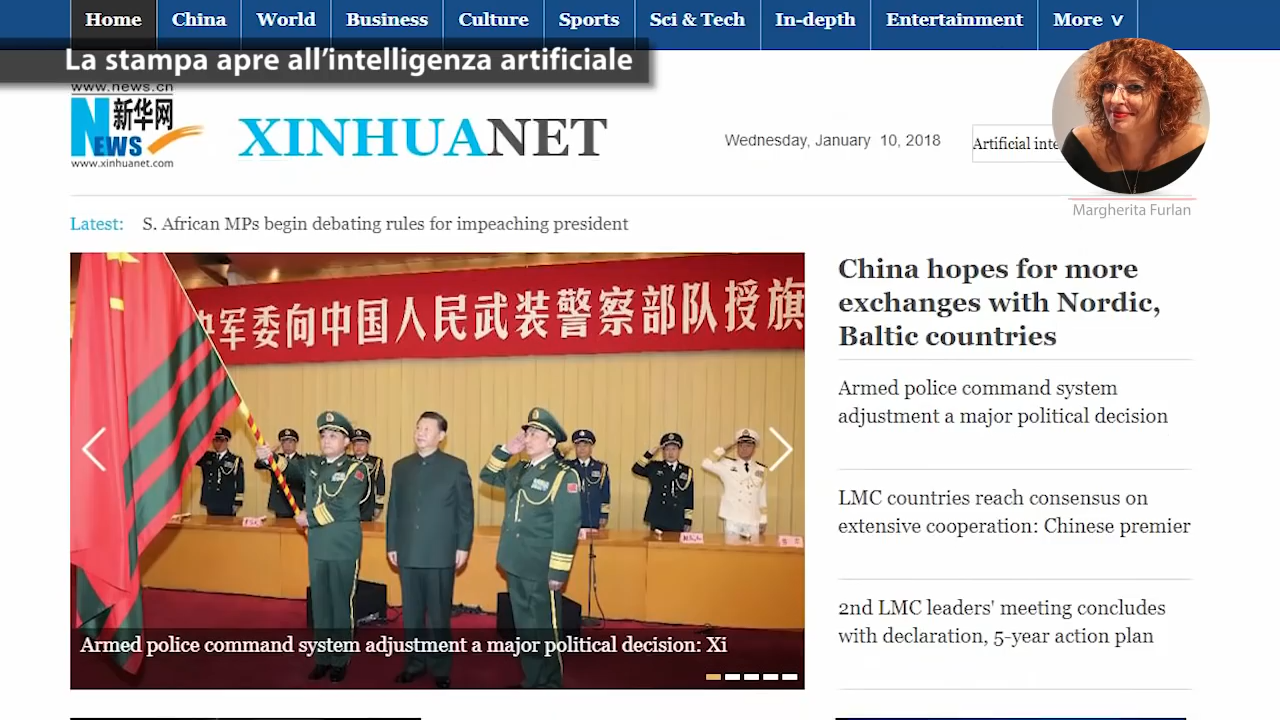 Home China World Business Culture Sports Sci & Tech In-depth Entertainment More ∨
La stampa apre all’intelligenza artificiale
www.news.cn
新华网
NEWS
www.xinhuanet.com
XINHUANET
Wednesday, January 10, 2018
Artificial inte
Margherita Furlan
Latest: S. African MPs begin debating rules for impeaching president
军委向中国人民武装警察部队授旗
Armed police command system adjustment a major political decision: Xi
China hopes for more
exchanges with Nordic,
Baltic countries
Armed police command system
adjustment a major political decision
LMC countries reach consensus on
extensive cooperation: Chinese premier
2nd LMC leaders' meeting concludes
with declaration, 5-year action plan